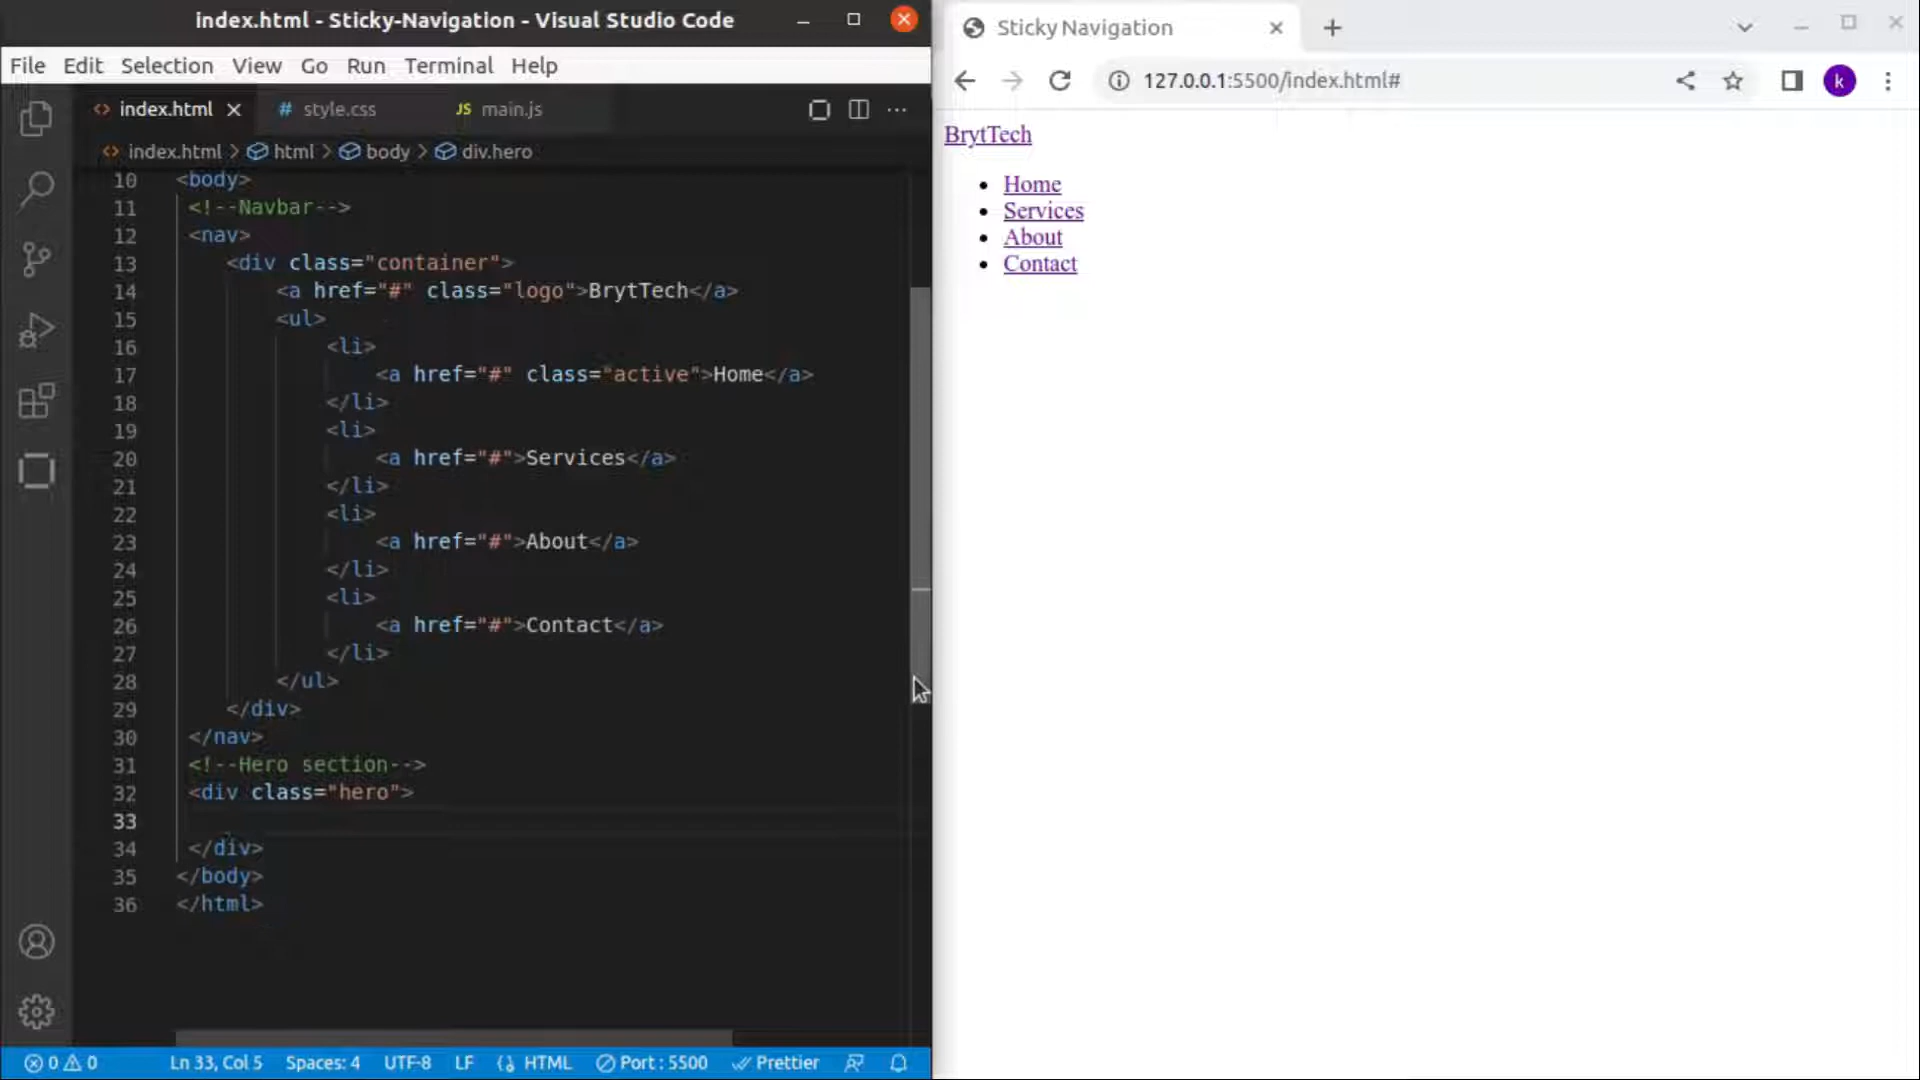 index.html - Sticky-Navigation - Visual Studio Code
File Edit Selection View Go Run Terminal Help
<> index.html # style.css JS main.js
<> index.html > html > body > div.hero
10 <body>
11 <!--Navbar-->
12 <nav>
13 <div class="container">
14 <a href="#" class="logo">BrytTech</a>
15 <ul>
16 <li>
17 <a href="#" class="active">Home</a>
18 </li>
19 <li>
20 <a href="#">Services</a>
21 </li>
22 <li>
23 <a href="#">About</a>
24 </li>
25 <li>
26 <a href="#">Contact</a>
27 </li>
28 </ul>
29 </div>
30 </nav>
31 <!--Hero section-->
32 <div class="hero">
33
34 </div>
35 </body>
36 </html>
0 0 Ln 33, Col 5 Spaces: 4 UTF-8 LF {} HTML Port : 5500 Prettier
Sticky Navigation
127.0.0.1:5500/index.html#
k
BrytTech
Home
Services
About
Contact